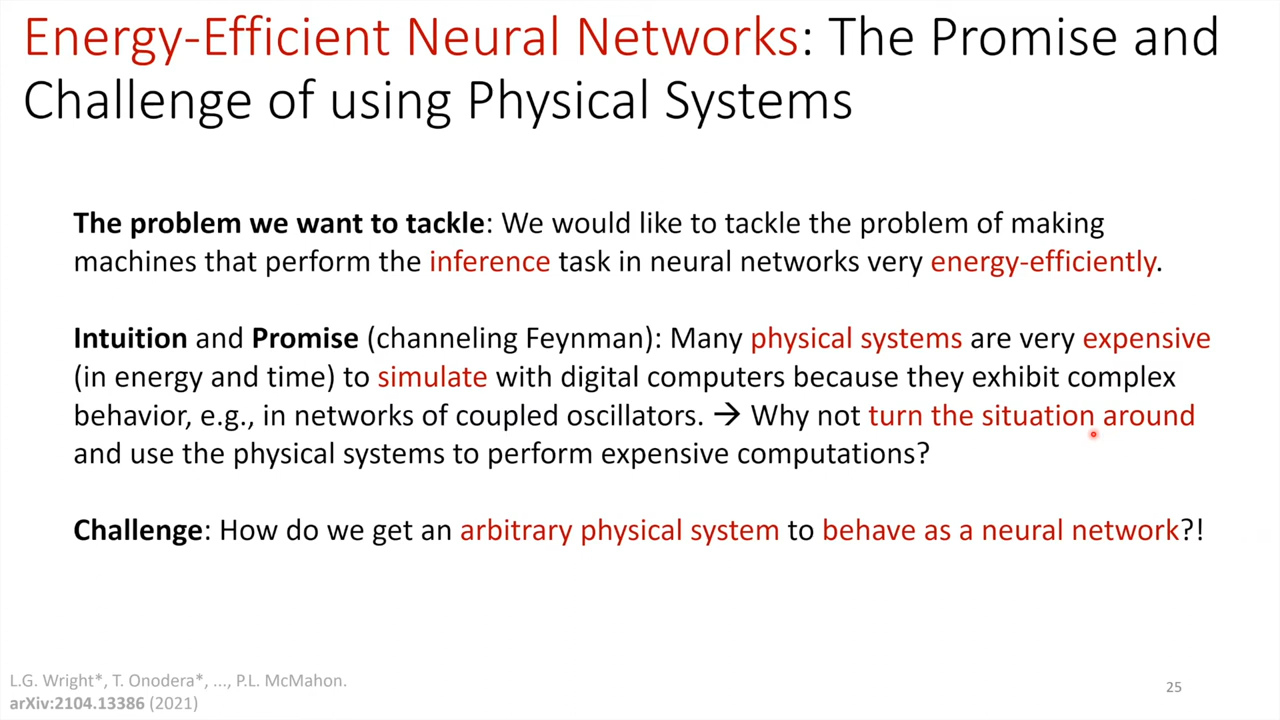 Energy-Efficient Neural Networks: The Promise and
Challenge of using Physical Systems
The problem we want to tackle: We would like to tackle the problem of making
machines that perform the inference task in neural networks very energy-efficiently.
Intuition and Promise (channeling Feynman): Many physical systems are very expensive
(in energy and time) to simulate with digital computers because they exhibit complex
behavior, e.g., in networks of coupled oscillators. → Why not turn the situation around
and use the physical systems to perform expensive computations?
Challenge: How do we get an arbitrary physical system to behave as a neural network?!
L.G. Wright*, T. Onodera*, ..., P.L. McMahon.
arXiv:2104.13386 (2021)
25